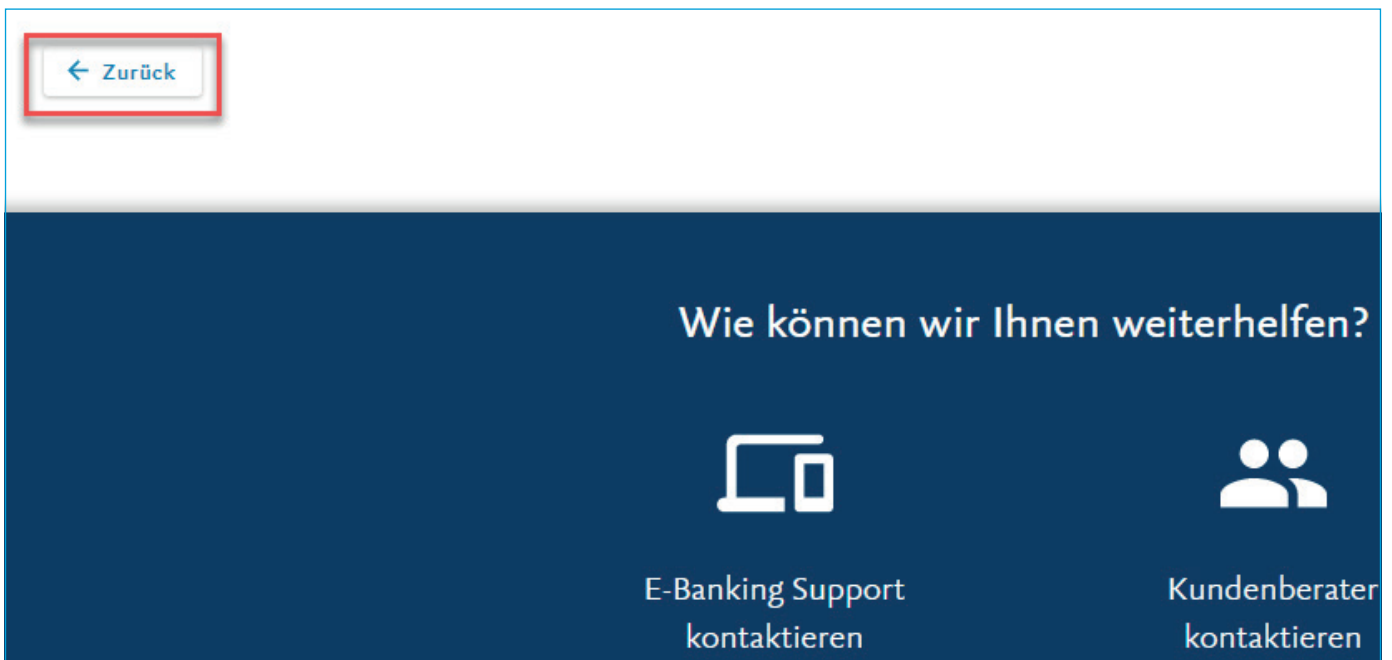 ← Zurück
Wie können wir Ihnen weiterhelfen?
E-Banking Support
kontaktieren
Kundenberater
kontaktieren